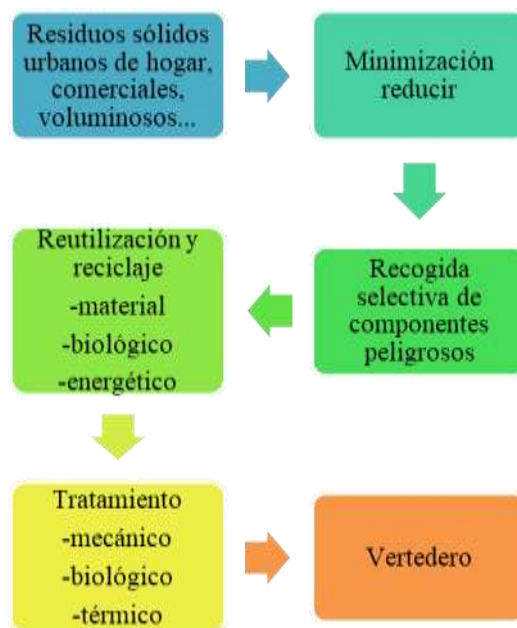 Residuos sólidos
urbanos de hogar,
comerciales,
voluminosos...
Minimización
reducir
Recogida
selectiva de
componentes
peligrosos
Reutilización y
reciclaje
-material
-biológico
-energético
Tratamiento
-mecánico
-biológico
-térmico
Vertedero